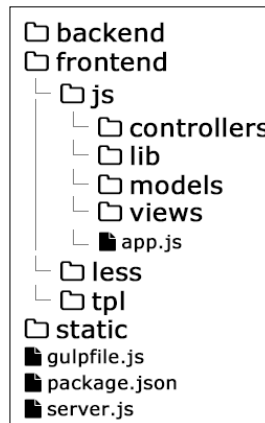 backend
frontend
js
controllers
lib
models
views
app.js
less
tpl
static
gulpfile.js
package.json
server.js